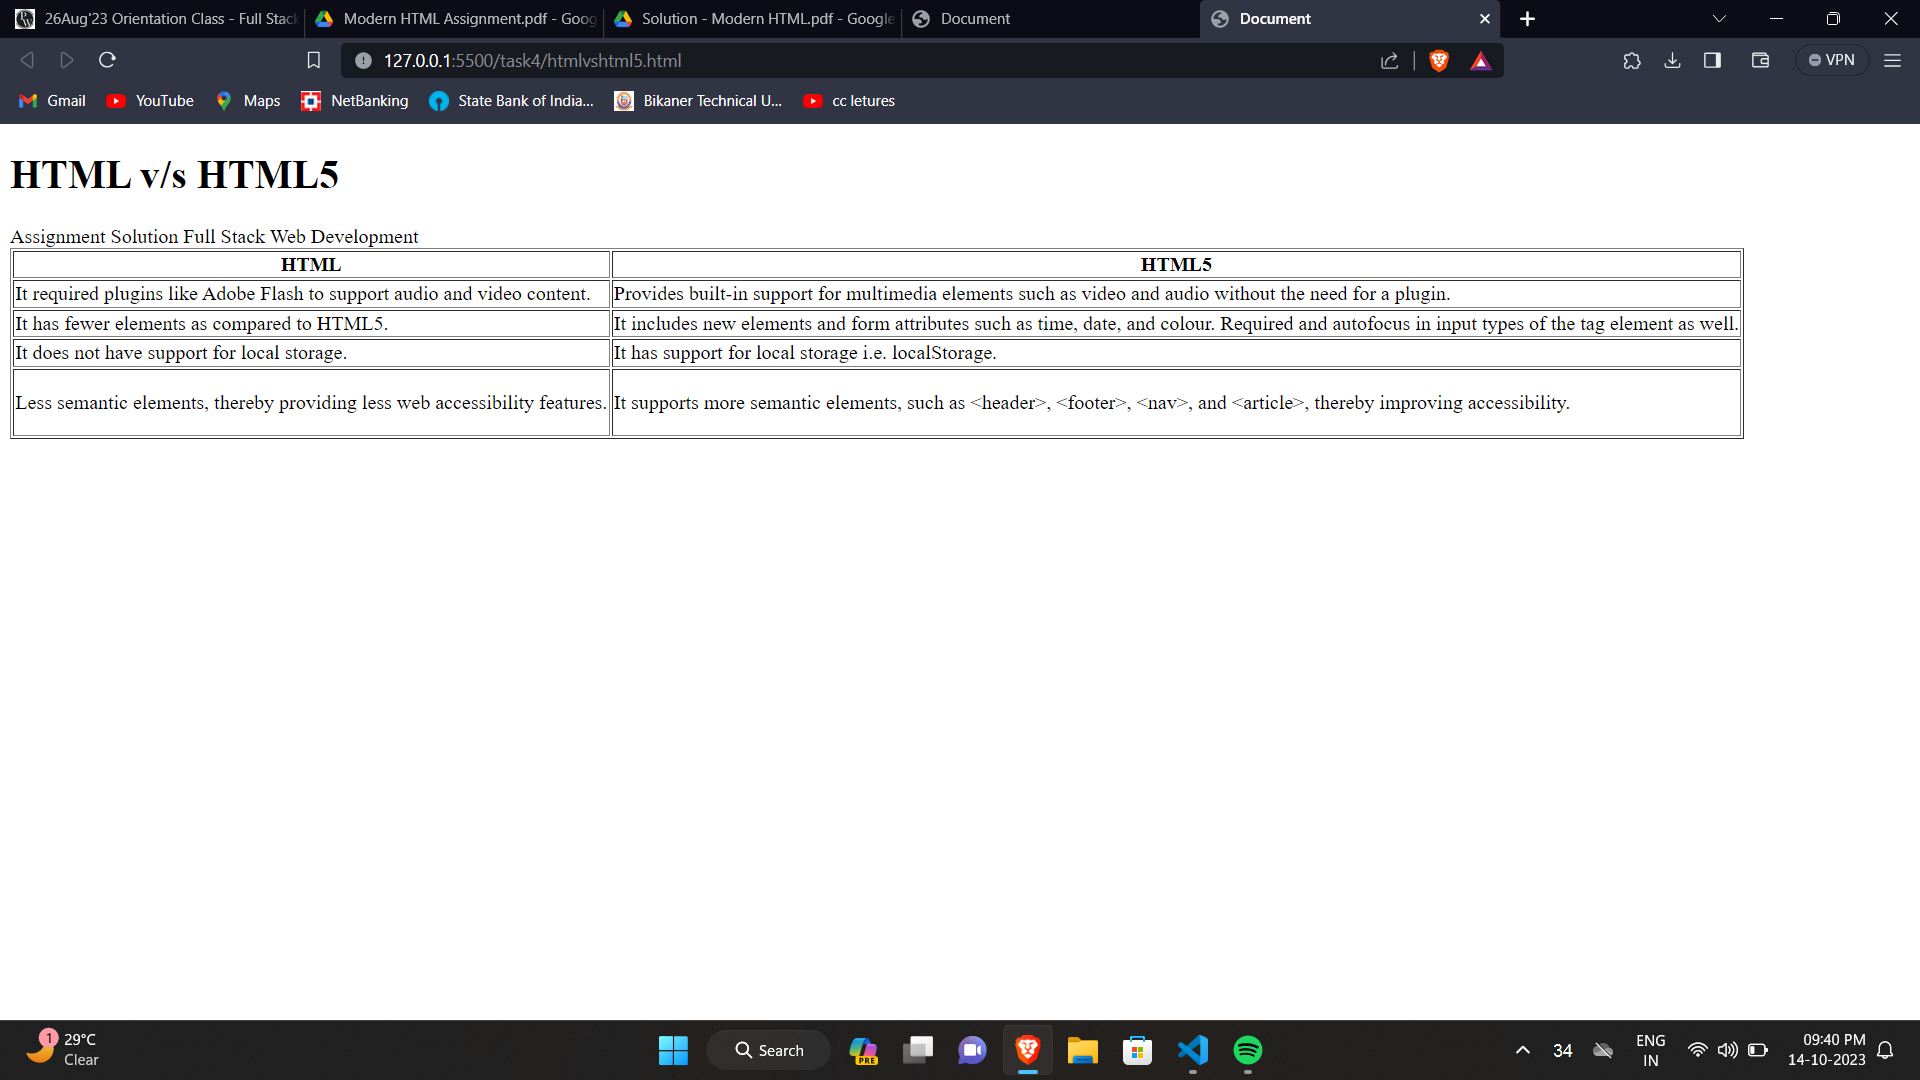 26Aug'23 Orientation Class - Full Stack
Modern HTML Assignment.pdf - Goog
Solution - Modern HTML.pdf - Google
Document
Document
127.0.0.1:5500/task4/htmlvshtml5.html
VPN
Gmail
YouTube
Maps
NetBanking
State Bank of India...
Bikaner Technical U...
cc letures
HTML v/s HTML5
Assignment Solution Full Stack Web Development
HTML
HTML5
It required plugins like Adobe Flash to support audio and video content.
Provides built-in support for multimedia elements such as video and audio without the need for a plugin.
It has fewer elements as compared to HTML5.
It includes new elements and form attributes such as time, date, and colour. Required and autofocus in input types of the tag element as well.
It does not have support for local storage.
It has support for local storage i.e. localStorage.
Less semantic elements, thereby providing less web accessibility features.
It supports more semantic elements, such as <header>, <footer>, <nav>, and <article>, thereby improving accessibility.
1
29°C
Clear
Search
PRE
34
ENG
IN
09:40 PM
14-10-2023